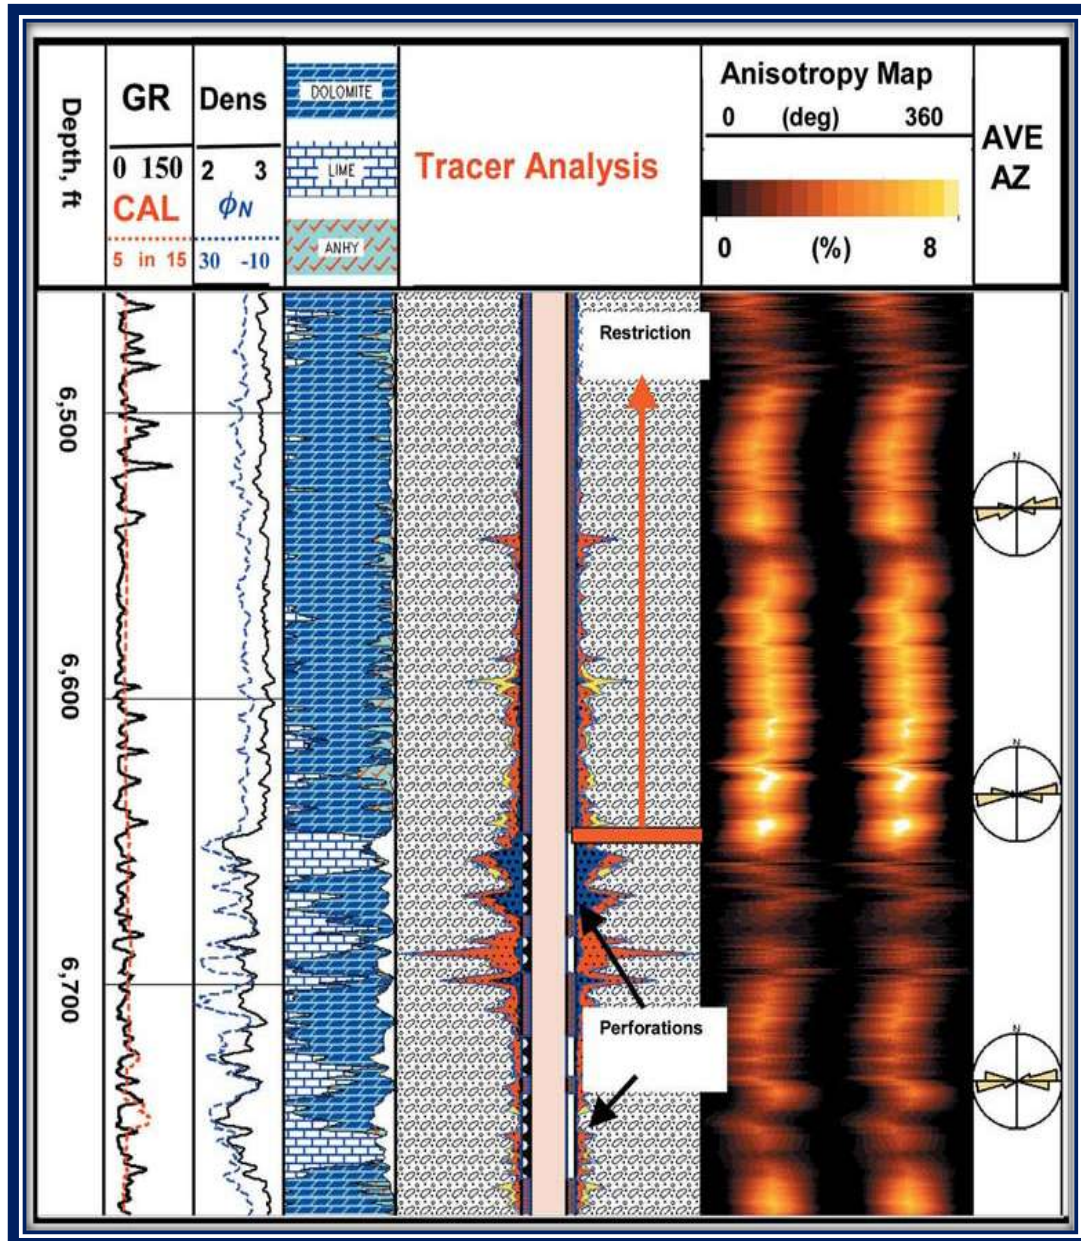 Depth, ft
GR
0 150
CAL
5 in 15
Dens
2 3
ϕN
30 -10
DOLOMITE
LIME
ANHY
Tracer Analysis
Anisotropy Map
0 (deg) 360
0 (%) 8
AVE
AZ
Restriction
6,500
N
6,600
N
6,700
Perforations
N